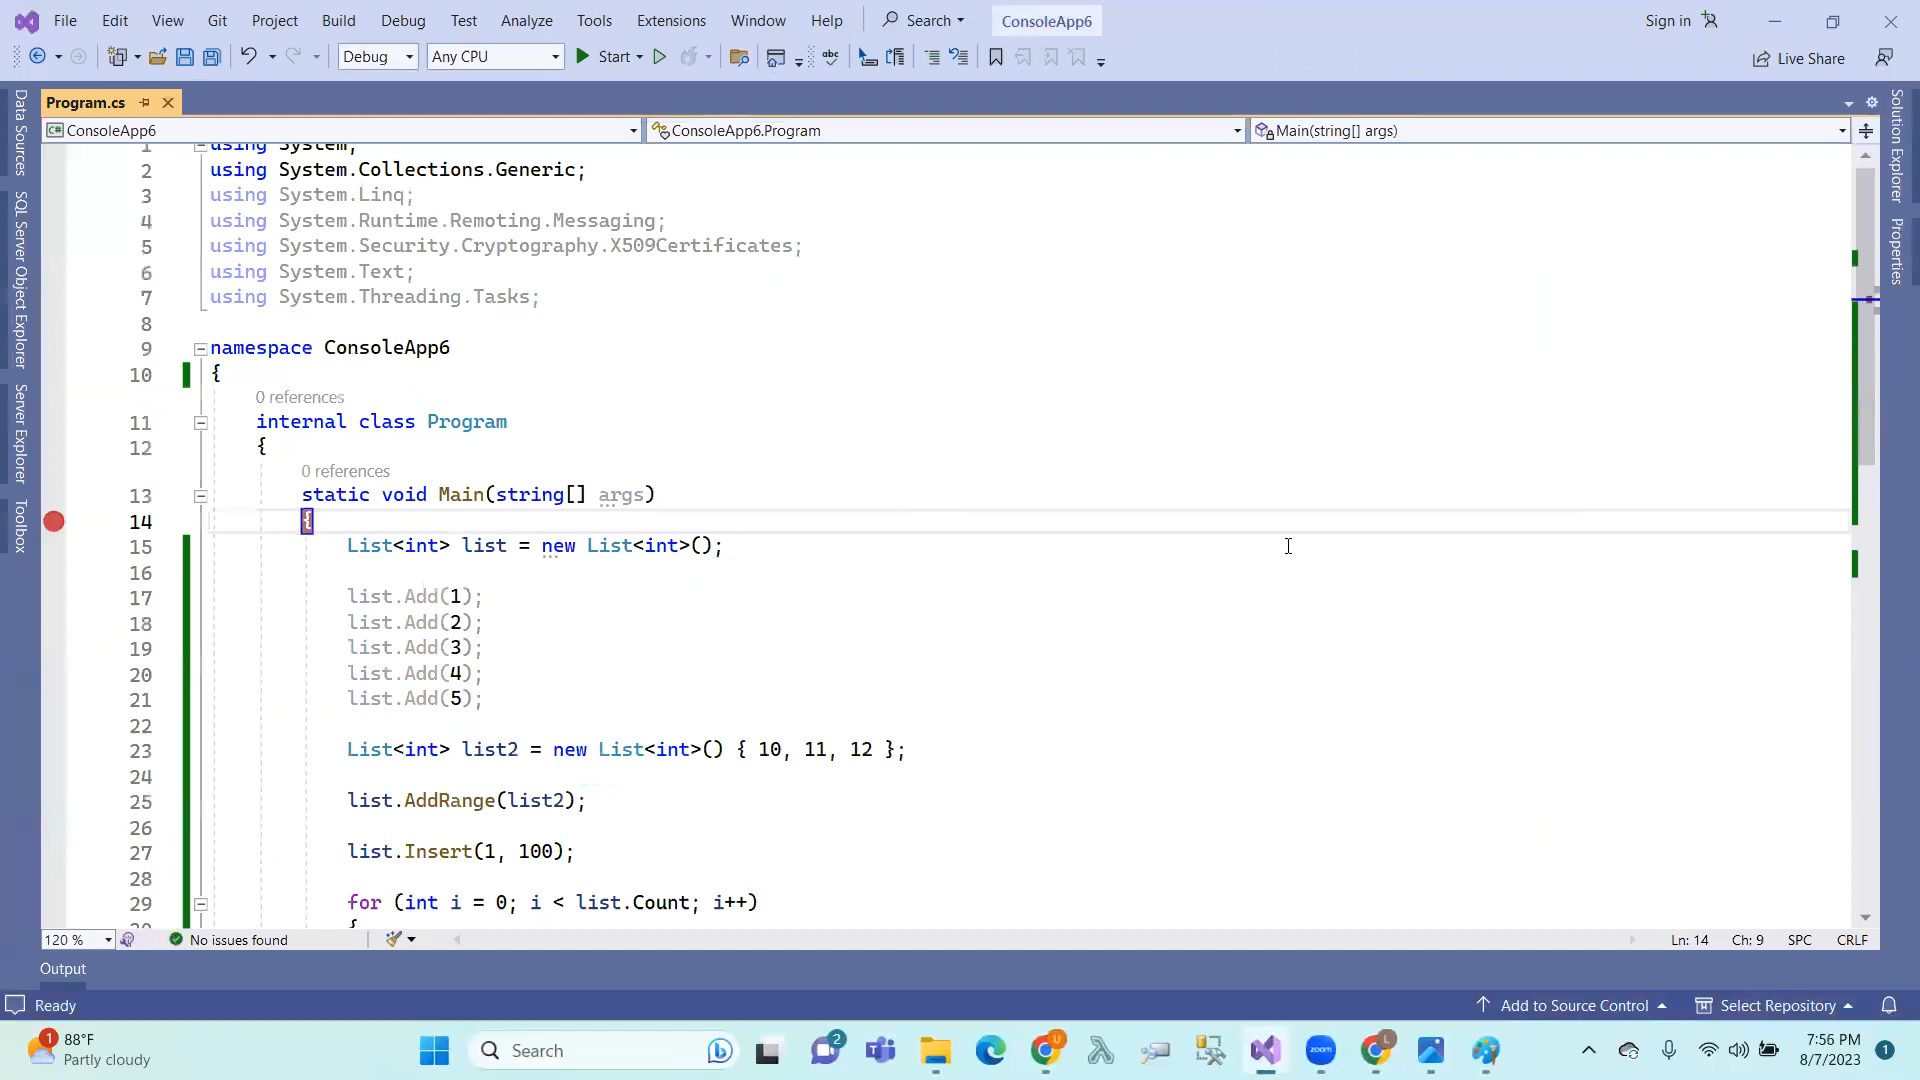 File Edit View Git Project Build Debug Test Analyze Tools Extensions Window Help Search ConsoleApp6 Sign in
Debug Any CPU Start Live Share
Program.cs
ConsoleApp6 ConsoleApp6.Program Main(string[] args)
Data Sources
SQL Server Object Explorer
Server Explorer
Toolbox
Solution Explorer
Properties
1 using System;
2 using System.Collections.Generic;
3 using System.Linq;
4 using System.Runtime.Remoting.Messaging;
5 using System.Security.Cryptography.X509Certificates;
6 using System.Text;
7 using System.Threading.Tasks;
8
9 namespace ConsoleApp6
10 {
0 references
11 internal class Program
12 {
0 references
13 static void Main(string[] args)
14 {
15 List<int> list = new List<int>();
16
17 list.Add(1);
18 list.Add(2);
19 list.Add(3);
20 list.Add(4);
21 list.Add(5);
22
23 List<int> list2 = new List<int>() { 10, 11, 12 };
24
25 list.AddRange(list2);
26
27 list.Insert(1, 100);
28
29 for (int i = 0; i < list.Count; i++)
30 {
120 % No issues found Ln: 14 Ch: 9 SPC CRLF
Output
Ready Add to Source Control Select Repository
1 88°F
Partly cloudy
Search
2
zoom
U
L
7:56 PM
8/7/2023
1